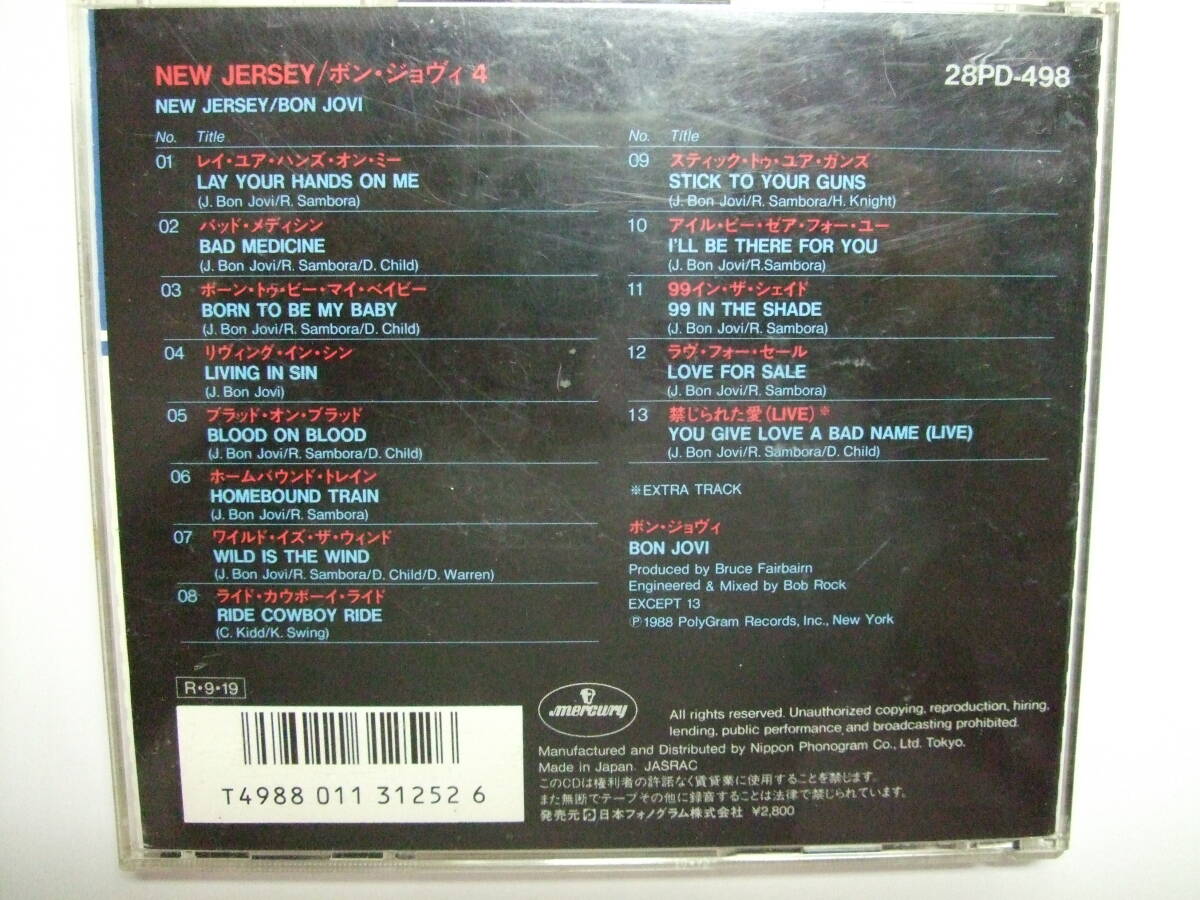 NEW JERSEY/ボン・ジョヴィ 4
28PD-498
NEW JERSEY/BON JOVI
No. Title
01 レイ・ユア・ハンズ・オン・ミー
LAY YOUR HANDS ON ME
(J. Bon Jovi/R. Sambora)
02 バッド・メディシン
BAD MEDICINE
(J. Bon Jovi/R. Sambora/D. Child)
03 ボーン・トゥ・ビー・マイ・ベイビー
BORN TO BE MY BABY
(J. Bon Jovi/R. Sambora/D. Child)
04 リヴィング・イン・シン
LIVING IN SIN
(J. Bon Jovi)
05 ブラッド・オン・ブラッド
BLOOD ON BLOOD
(J. Bon Jovi/R. Sambora/D. Child)
06 ホームバウンド・トレイン
HOMEBOUND TRAIN
(J. Bon Jovi/R. Sambora)
07 ワイルド・イズ・ザ・ウィンド
WILD IS THE WIND
(J. Bon Jovi/R. Sambora/D. Child/D. Warren)
08 ライド・カウボーイ・ライド
RIDE COWBOY RIDE
(C. Kidd/K. Swing)
No. Title
09 スティック・トゥ・ユア・ガンズ
STICK TO YOUR GUNS
(J. Bon Jovi/R. Sambora/H. Knight)
10 アイル・ビー・ゼア・フォー・ユー
I'LL BE THERE FOR YOU
(J. Bon Jovi/R.Sambora)
11 99イン・ザ・シェイド
99 IN THE SHADE
(J. Bon Jovi/R. Sambora)
12 ラヴ・フォー・セール
LOVE FOR SALE
(J. Bon Jovi/R. Sambora)
13 禁じられた愛(LIVE)※
YOU GIVE LOVE A BAD NAME (LIVE)
(J. Bon Jovi/R. Sambora/D. Child)
※EXTRA TRACK
ボン・ジョヴィ
BON JOVI
Produced by Bruce Fairbairn
Engineered & Mixed by Bob Rock
EXCEPT 13
℗1988 PolyGram Records, Inc., New York
R・9・19
mercury
All rights reserved. Unauthorized copying, reproduction, hiring,
lending, public performance and broadcasting prohibited.
Manufactured and Distributed by Nippon Phonogram Co., Ltd. Tokyo.
Made in Japan. JASRAC
このCDは権利者の許諾なく賃貸業に使用することを禁じます。
また無断でテープその他に録音することは法律で禁じられています。
発売元 日本フォノグラム株式会社 ¥2,800
T4988 011 31252 6